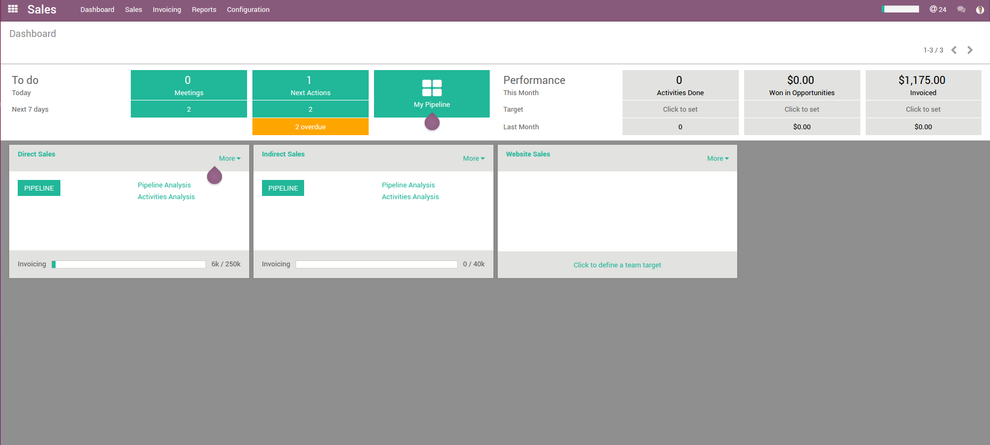 Sales Dashboard Sales Invoicing Reports Configuration @ 24
Dashboard
1-3 / 3
To do
Today
Next 7 days
0
Meetings
2
1
Next Actions
2
2 overdue
My Pipeline
Performance
This Month
Target
Last Month
0
Activities Done
Click to set
0
$0.00
Won in Opportunities
Click to set
$0.00
$1,175.00
Invoiced
Click to set
$0.00
Direct Sales
More
PIPELINE
Pipeline Analysis
Activities Analysis
Invoicing 6k / 250k
Indirect Sales
More
PIPELINE
Pipeline Analysis
Activities Analysis
Invoicing 0 / 40k
Website Sales
More
Click to define a team target